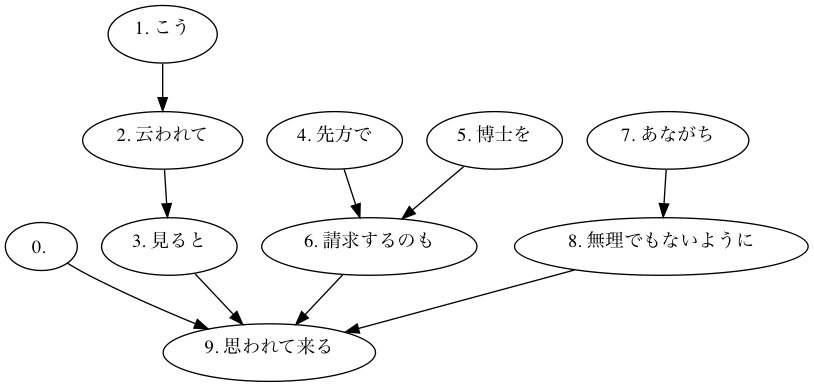 1. こう
2. 云われて
4. 先方で
5. 博士を
7. あながち
0.
3. 見ると
6. 請求するのも
8. 無理でもないように
9. 思われて来る